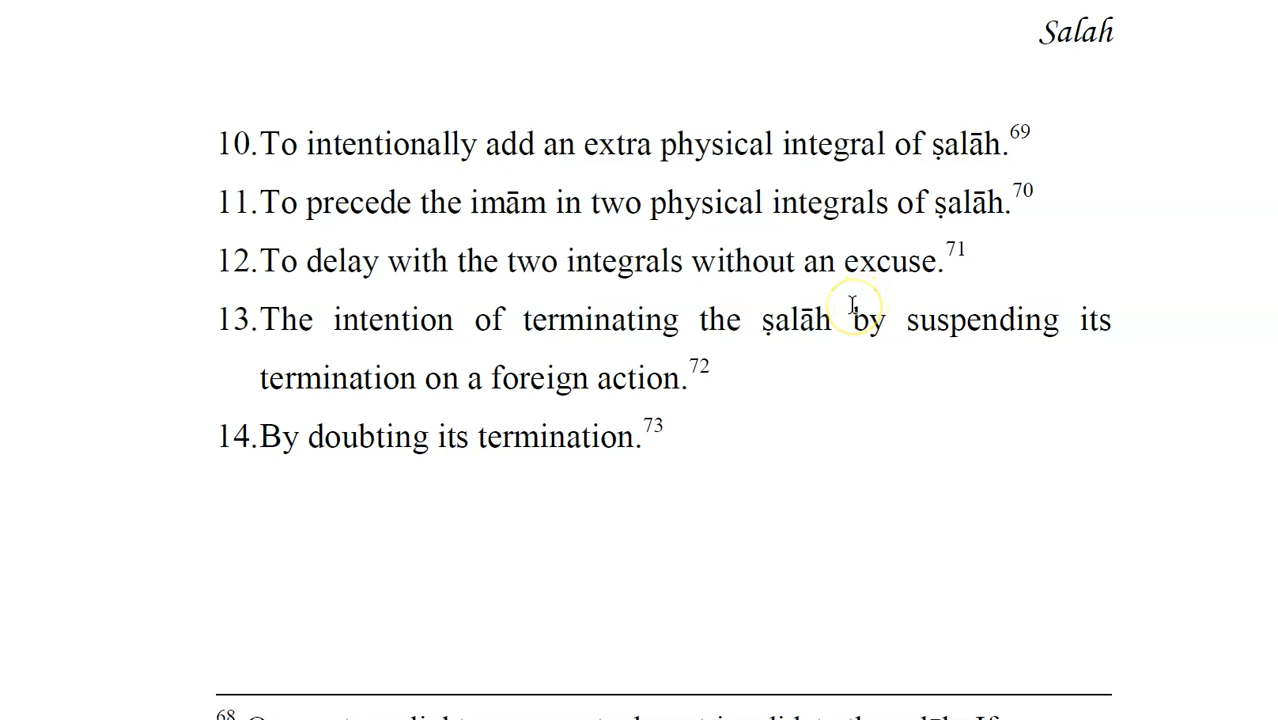 Salah
10.To intentionally add an extra physical integral of ṣalāh.69
11.To precede the imām in two physical integrals of ṣalāh.70
12.To delay with the two integrals without an excuse.71
13.The intention of terminating the ṣalāh by suspending its
termination on a foreign action.72
14.By doubting its termination.73
68